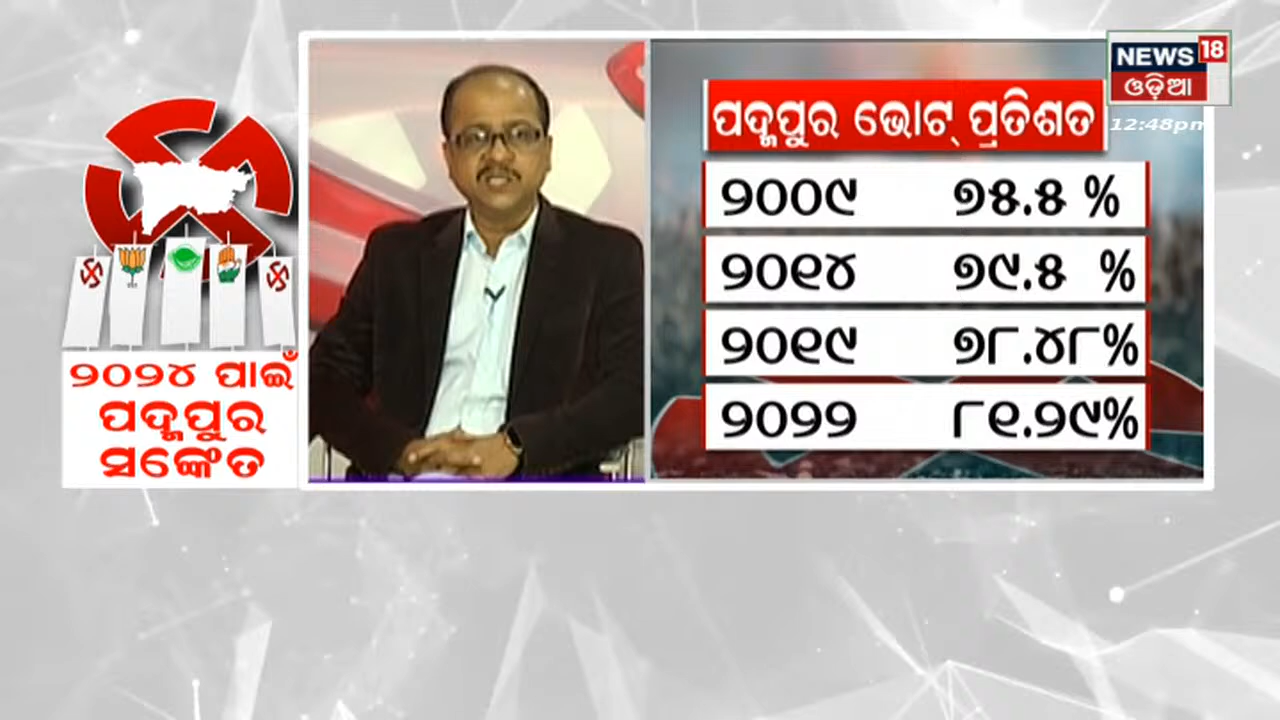 NEWS 18
ଓଡ଼ିଆ
12:48pm
ପଦ୍ମପୁର ଭୋଟ୍ ପ୍ରତିଶତ
୨୦୦୯ ୭୫.୫ %
୨୦୧୪ ୭୯.୫ %
୨୦୧୯ ୭୮.୪୮%
୨୦୨୨ ୮୧.୨୯%
୨୦୨୪ ପାଇଁ
ପଦ୍ମପୁର
ସଙ୍କେତ